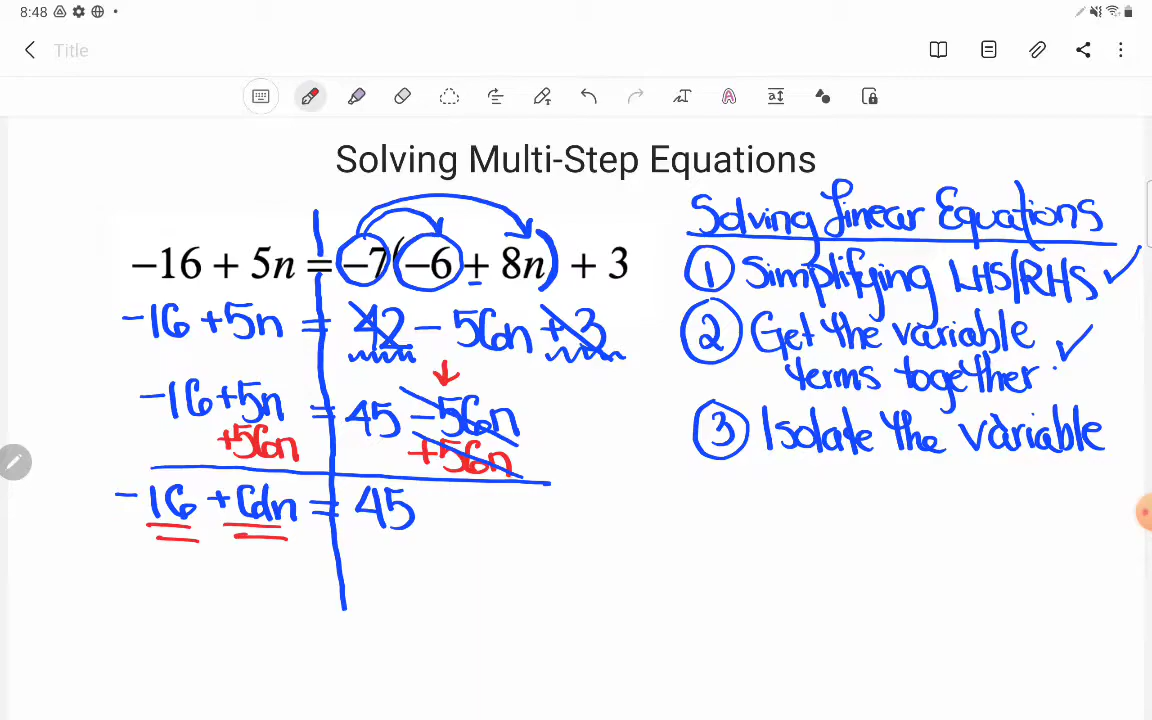 8:48
Title
Solving Multi-Step Equations
−16 + 5n = −7(−6 + 8n) + 3
-16 +5n = 42 - 56n +3
-16+5n = 45 -56n
+56n +56n
-16 +61n = 45
Solving Linear Equations
① Simplifying LHS/RHS ✓
② Get the variable
terms together ✓
③ Isolate the variable